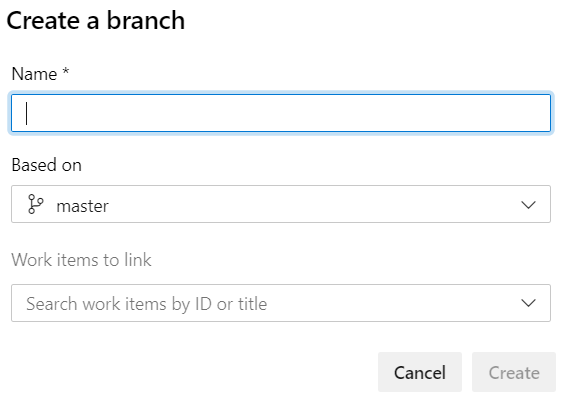 Create a branch
Name *
Based on
master
Work items to link
Search work items by ID or title
Cancel Create